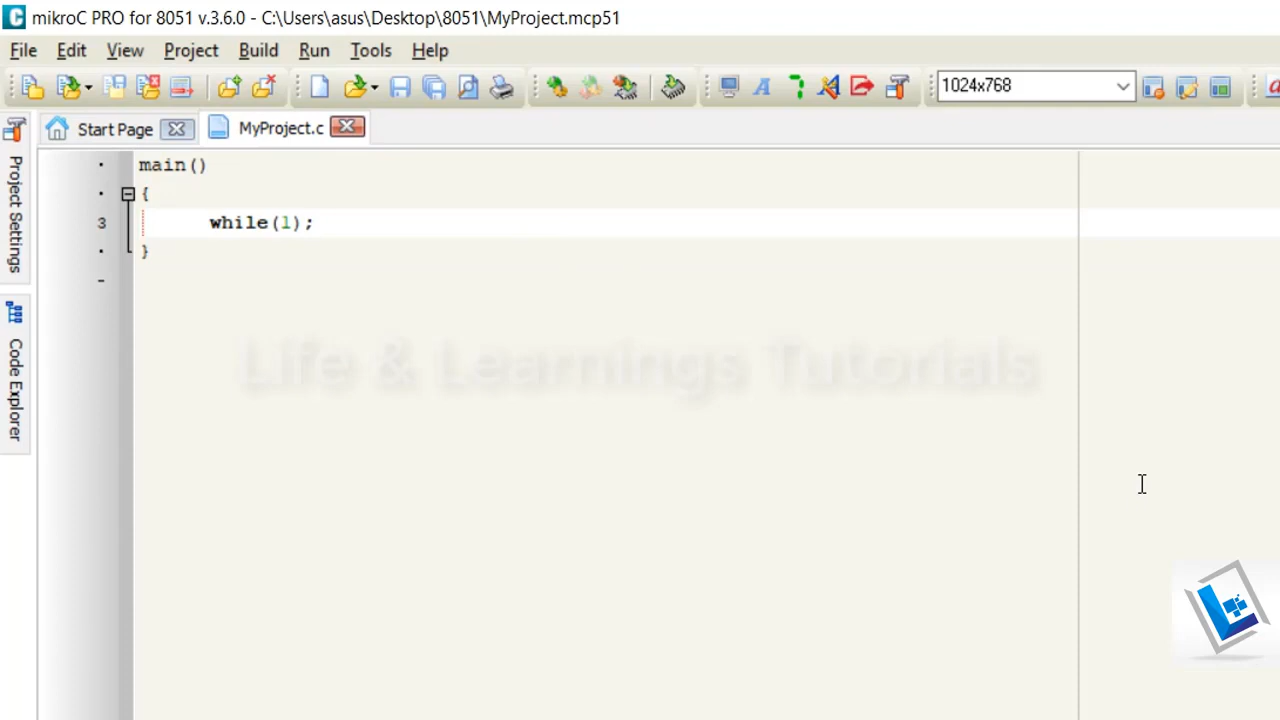 mikroC PRO for 8051 v.3.6.0 - C:\Users\asus\Desktop\8051\MyProject.mcp51
File Edit View Project Build Run Tools Help
1024x768
Start Page MyProject.c
Project Settings
Code Explorer
main()
{
3 while(1);
}
Life & Learnings Tutorials